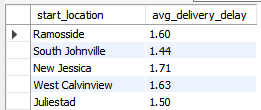 start_location avg_delivery_delay
Ramosside 1.60
South Johnville 1.44
New Jessica 1.71
West Calvinview 1.63
Juliestad 1.50